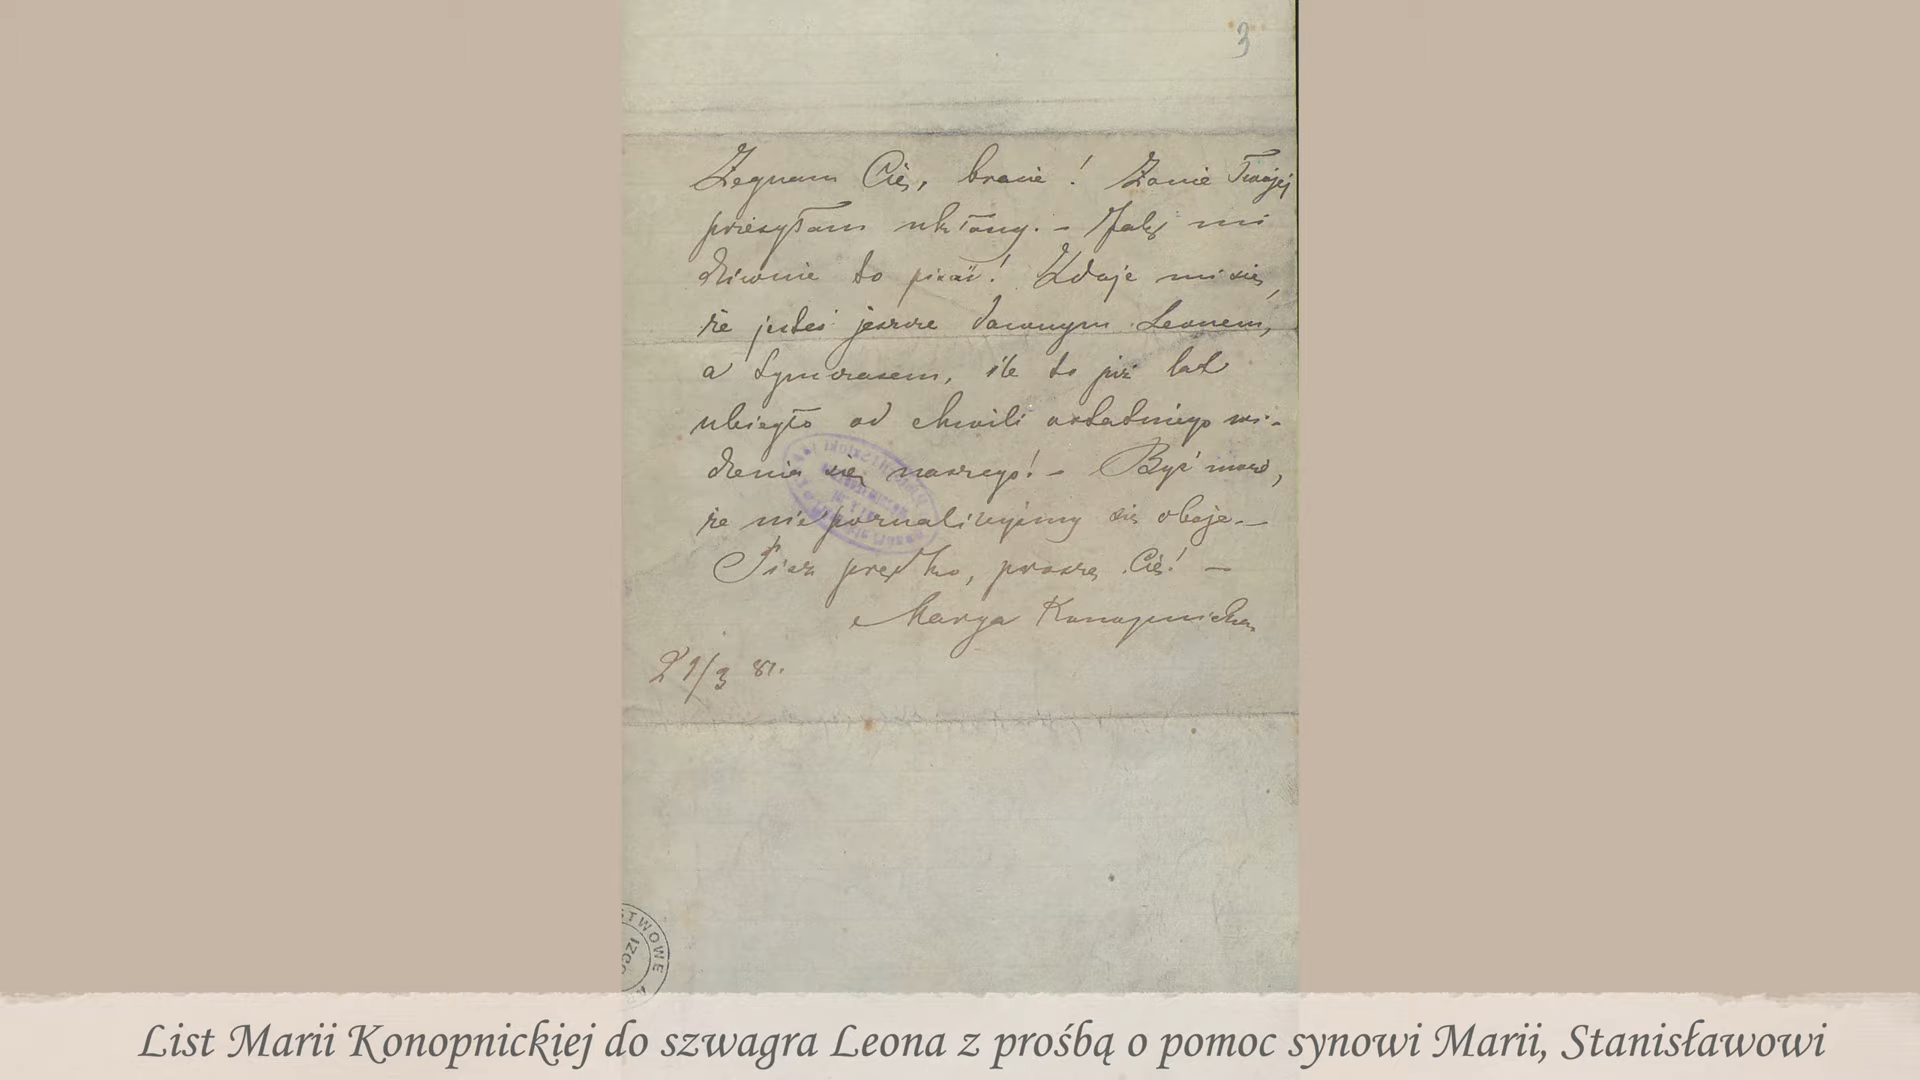 3
Żegnam Cię, bracie! Żonie Twojej
przesyłam ukłony. – Jak mi
dziwnie to pisać! Zdaje mi się,
że jesteś jeszcze dawnym Leonem,
a tymczasem, ile to już lat
ubiegło od chwili ostatniego wi-
dzenia się naszego! – Być może,
że nie poznalibyśmy się oboje. –
Pisz prędko, proszę Cię! –
Marya Konopnicka
21/3 81.
TWOWE
List Marii Konopnickiej do szwagra Leona z prośbą o pomoc synowi Marii, Stanisławowi